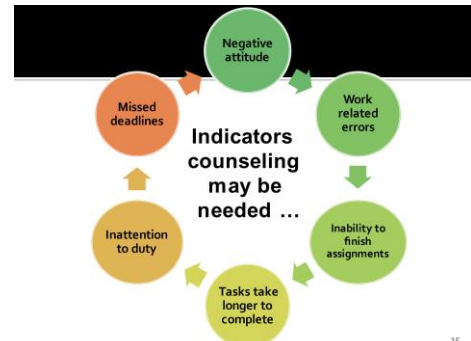 Negative
attitude
Work
related
errors
Inability to
finish
assignments
Tasks take
longer to
complete
Inattention
to duty
Missed
deadlines
Indicators
counseling
may be
needed ...
15